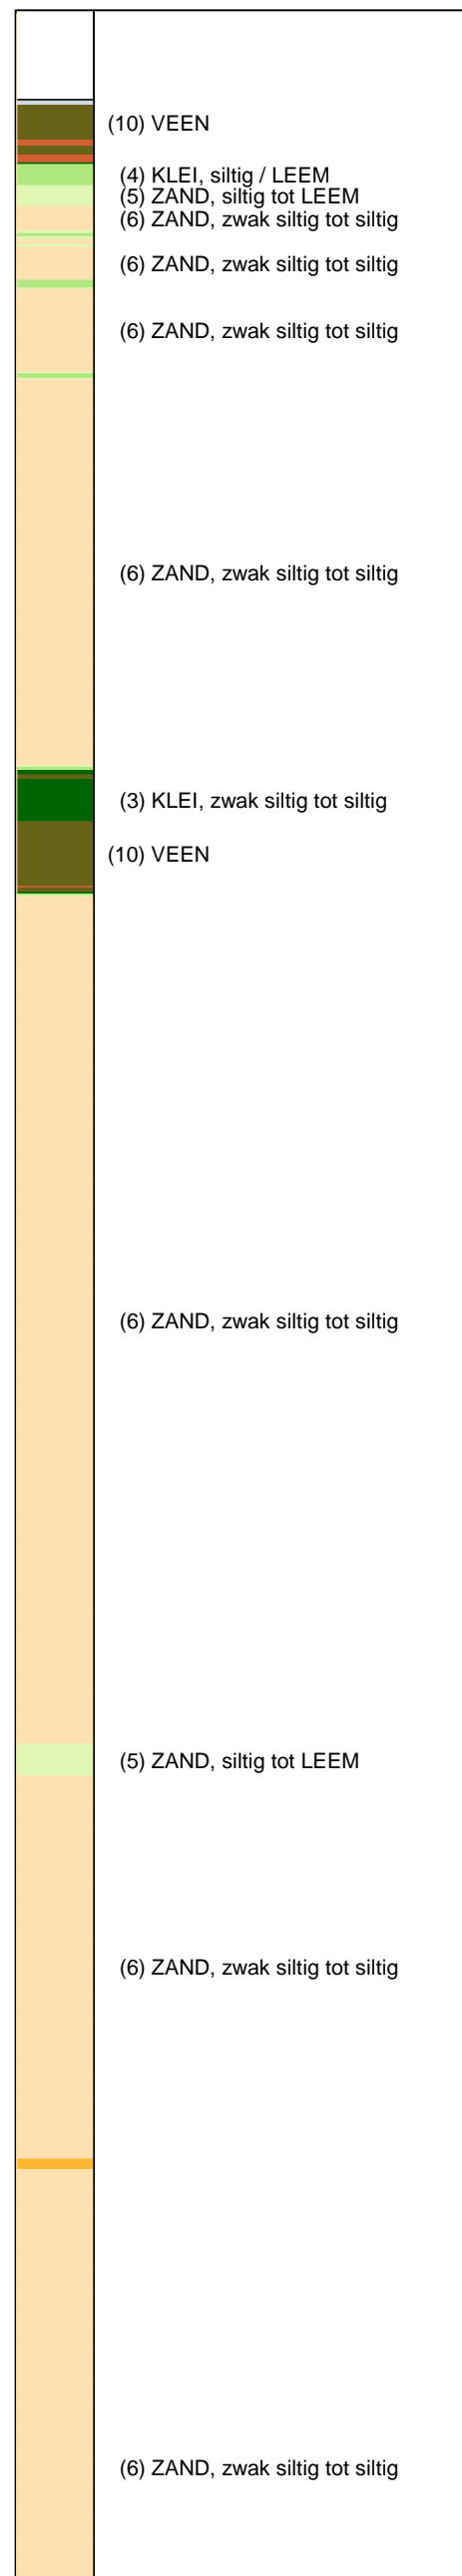 (10) VEEN
(4) KLEI, siltig / LEEM
(5) ZAND, siltig tot LEEM
(6) ZAND, zwak siltig tot siltig
(6) ZAND, zwak siltig tot siltig
(6) ZAND, zwak siltig tot siltig
(6) ZAND, zwak siltig tot siltig
(3) KLEI, zwak siltig tot siltig
(10) VEEN
(6) ZAND, zwak siltig tot siltig
(5) ZAND, siltig tot LEEM
(6) ZAND, zwak siltig tot siltig
(6) ZAND, zwak siltig tot siltig